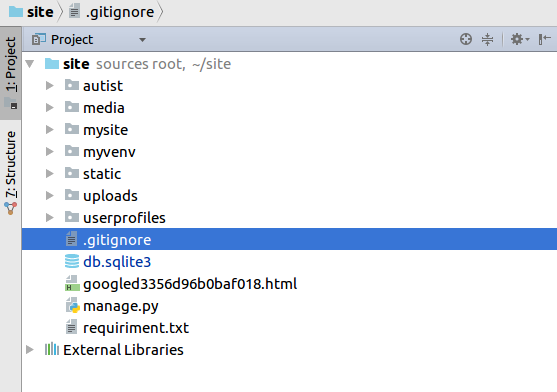 site .gitignore
1: Project
7: Structure
Project
site sources root, ~/site
autist
media
mysite
myvenv
static
uploads
userprofiles
.gitignore
db.sqlite3
googled3356d96b0baf018.html
manage.py
requiriment.txt
External Libraries